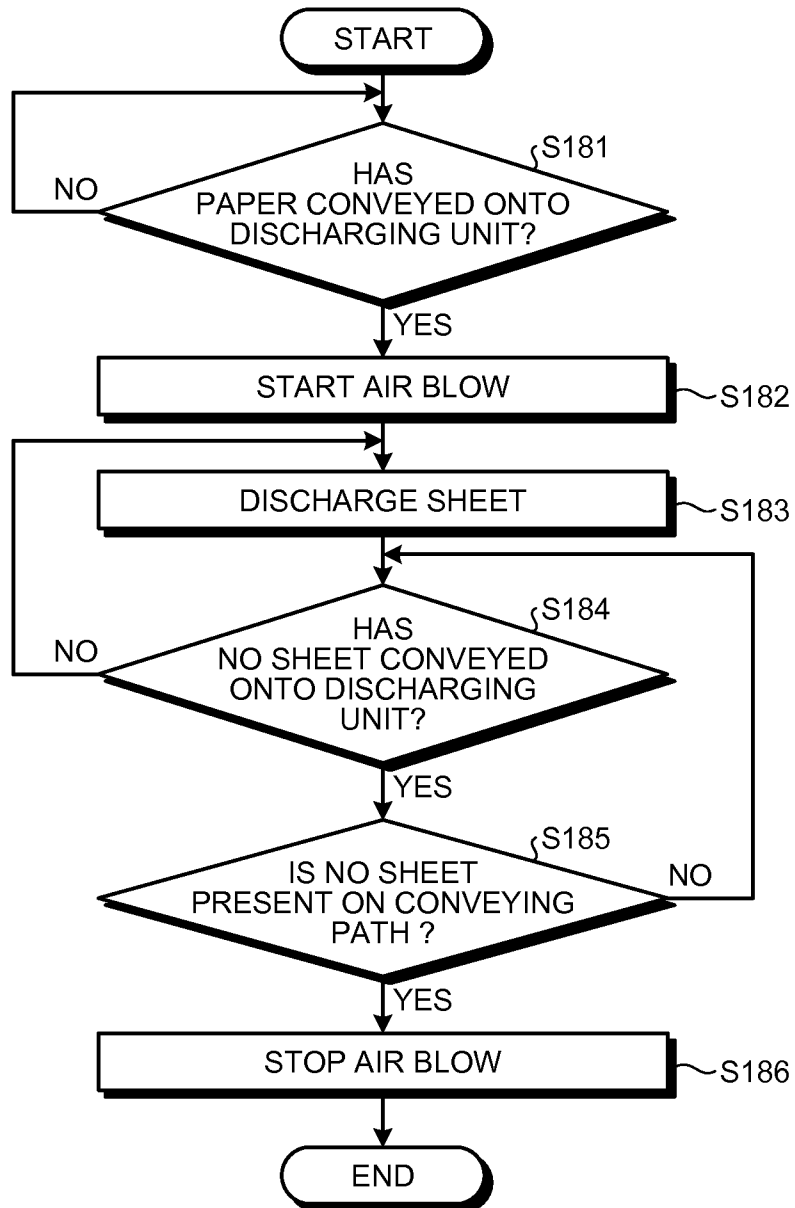 START
S181
HAS
PAPER CONVEYED ONTO
DISCHARGING UNIT?
NO
YES
START AIR BLOW
S182
DISCHARGE SHEET
S183
S184
HAS
NO SHEET CONVEYED
ONTO DISCHARGING
UNIT?
NO
YES
S185
IS NO SHEET
PRESENT ON CONVEYING
PATH ?
NO
YES
STOP AIR BLOW
S186
END